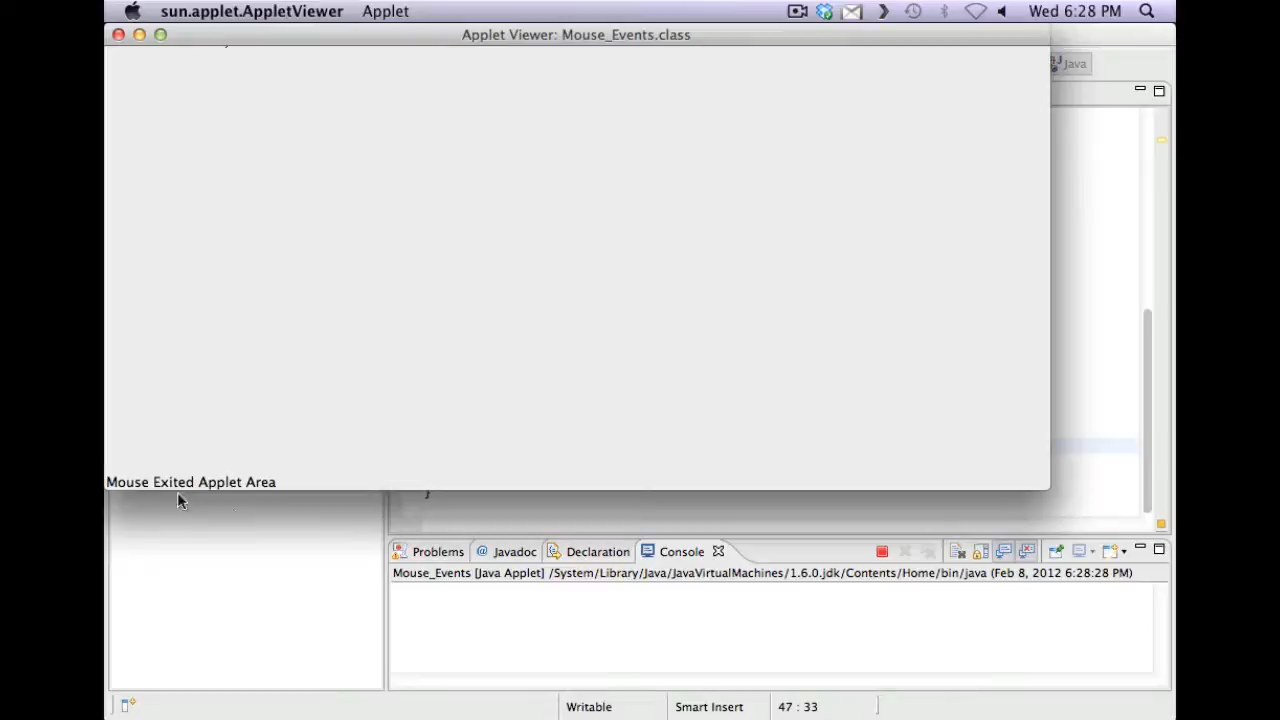 sun.applet.AppletViewer Applet Wed 6:28 PM
Applet Viewer: Mouse_Events.class
Java
Mouse Exited Applet Area
}
Problems @ Javadoc Declaration Console
Mouse_Events [Java Applet] /System/Library/Java/JavaVirtualMachines/1.6.0.jdk/Contents/Home/bin/java (Feb 8, 2012 6:28:28 PM)
Writable Smart Insert 47 : 33